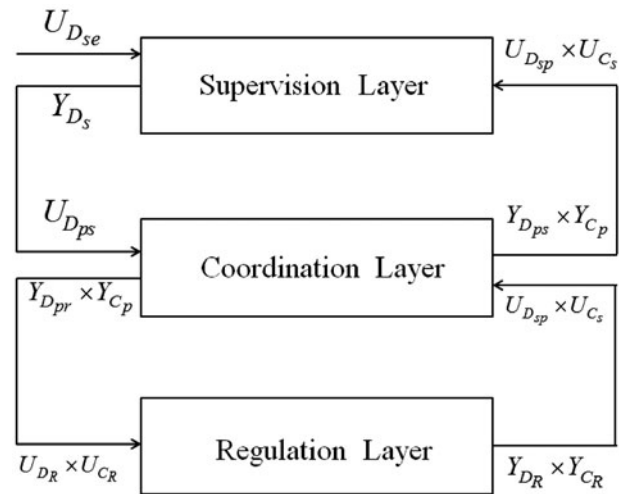 U_{D_{se}}
U_{D_{sp}} × U_{C_s}
Supervision Layer
Y_{D_s}
U_{D_{ps}}
Y_{D_{ps}} × Y_{C_p}
Coordination Layer
Y_{D_{pr}} × Y_{C_p}
U_{D_{sp}} × U_{C_s}
Regulation Layer
U_{D_R} × U_{C_R}
Y_{D_R} × Y_{C_R}